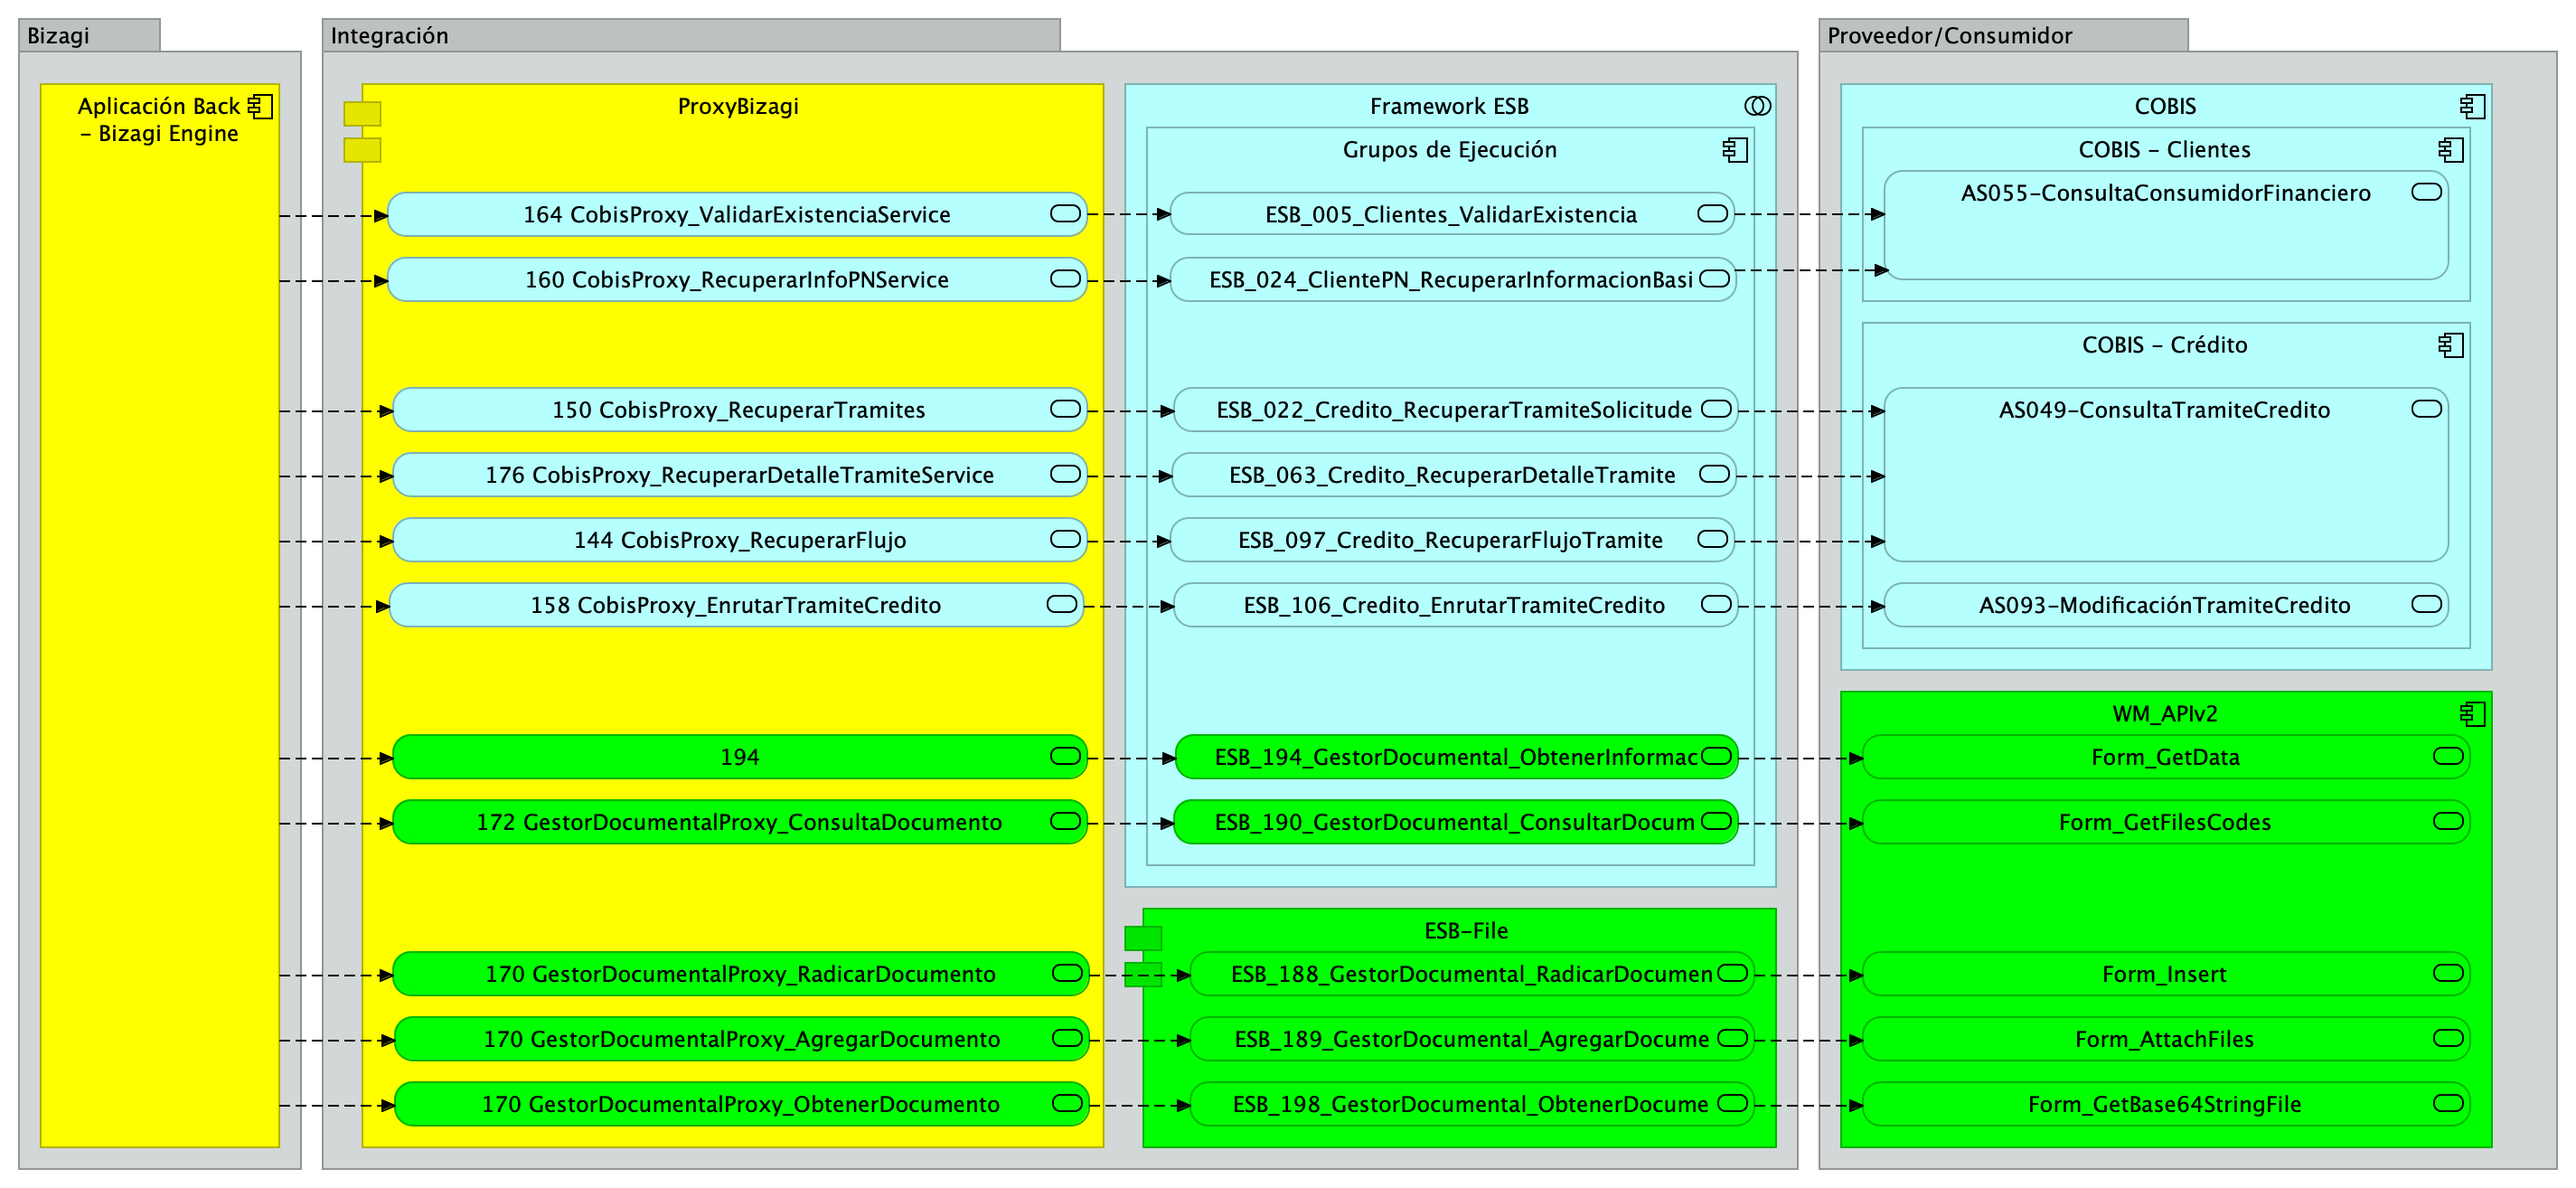 Bizagi
Aplicación Back
- Bizagi Engine
Integración
ProxyBizagi
164 CobisProxy_ValidarExistenciaService
160 CobisProxy_RecuperarInfoPNService
150 CobisProxy_RecuperarTramites
176 CobisProxy_RecuperarDetalleTramiteService
144 CobisProxy_RecuperarFlujo
158 CobisProxy_EnrutarTramiteCredito
194
172 GestorDocumentalProxy_ConsultaDocumento
170 GestorDocumentalProxy_RadicarDocumento
170 GestorDocumentalProxy_AgregarDocumento
170 GestorDocumentalProxy_ObtenerDocumento
Framework ESB
Grupos de Ejecución
ESB_005_Clientes_ValidarExistencia
ESB_024_ClientePN_RecuperarInformacionBasi
ESB_022_Credito_RecuperarTramiteSolicitude
ESB_063_Credito_RecuperarDetalleTramite
ESB_097_Credito_RecuperarFlujoTramite
ESB_106_Credito_EnrutarTramiteCredito
ESB_194_GestorDocumental_ObtenerInformac
ESB_190_GestorDocumental_ConsultarDocum
ESB-File
ESB_188_GestorDocumental_RadicarDocumen
ESB_189_GestorDocumental_AgregarDocume
ESB_198_GestorDocumental_ObtenerDocume
Proveedor/Consumidor
COBIS
COBIS - Clientes
AS055-ConsultaConsumidorFinanciero
COBIS - Crédito
AS049-ConsultaTramiteCredito
AS093-ModificaciónTramiteCredito
WM_APIv2
Form_GetData
Form_GetFilesCodes
Form_Insert
Form_AttachFiles
Form_GetBase64StringFile